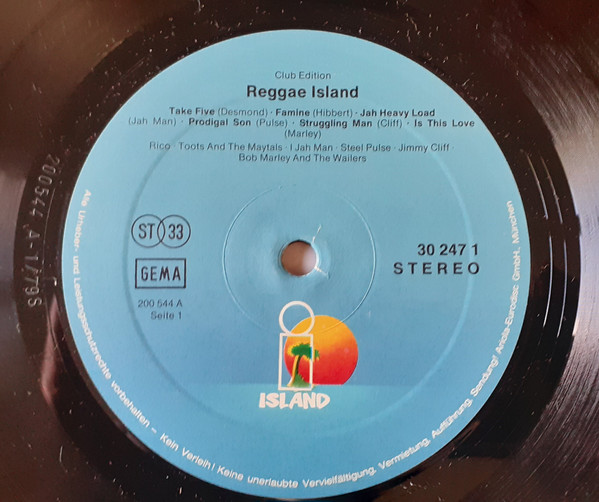 Club Edition
Reggae Island
Take Five (Desmond) · Famine (Hibbert) · Jah Heavy Load
(Jah Man) · Prodigal Son (Pulse) · Struggling Man (Cliff) · Is This Love
(Marley)
Rico · Toots And The Maytals · I Jah Man · Steel Pulse · Jimmy Cliff ·
Bob Marley And The Wailers
ST 33
GEMA
200 544 A
Seite 1
30 247 1
STEREO
i
ISLAND
Alle Urheber- und Leistungsschutzrechte vorbehalten – Kein Verleih! Keine unerlaubte Vervielfältigung, Vermietung, Aufführung, Sendung! Ariola-Eurodisc GmbH, München
200544 A-1/79S